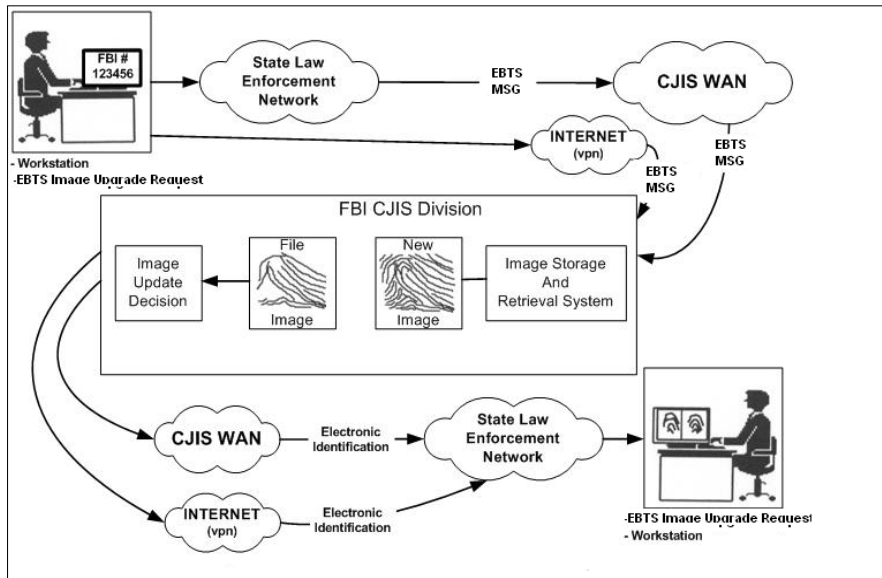 FBI #
123456
- Workstation
-EBTS Image Upgrade Request
State Law
Enforcement
Network
EBTS
MSG
CJIS WAN
INTERNET
(vpn)
EBTS
MSG
EBTS
MSG
FBI CJIS Division
Image
Update
Decision
File
Image
New
Image
Image Storage
And
Retrieval System
CJIS WAN
Electronic
Identification
State Law
Enforcement
Network
INTERNET
(vpn)
Electronic
Identification
-EBTS Image Upgrade Request
- Workstation